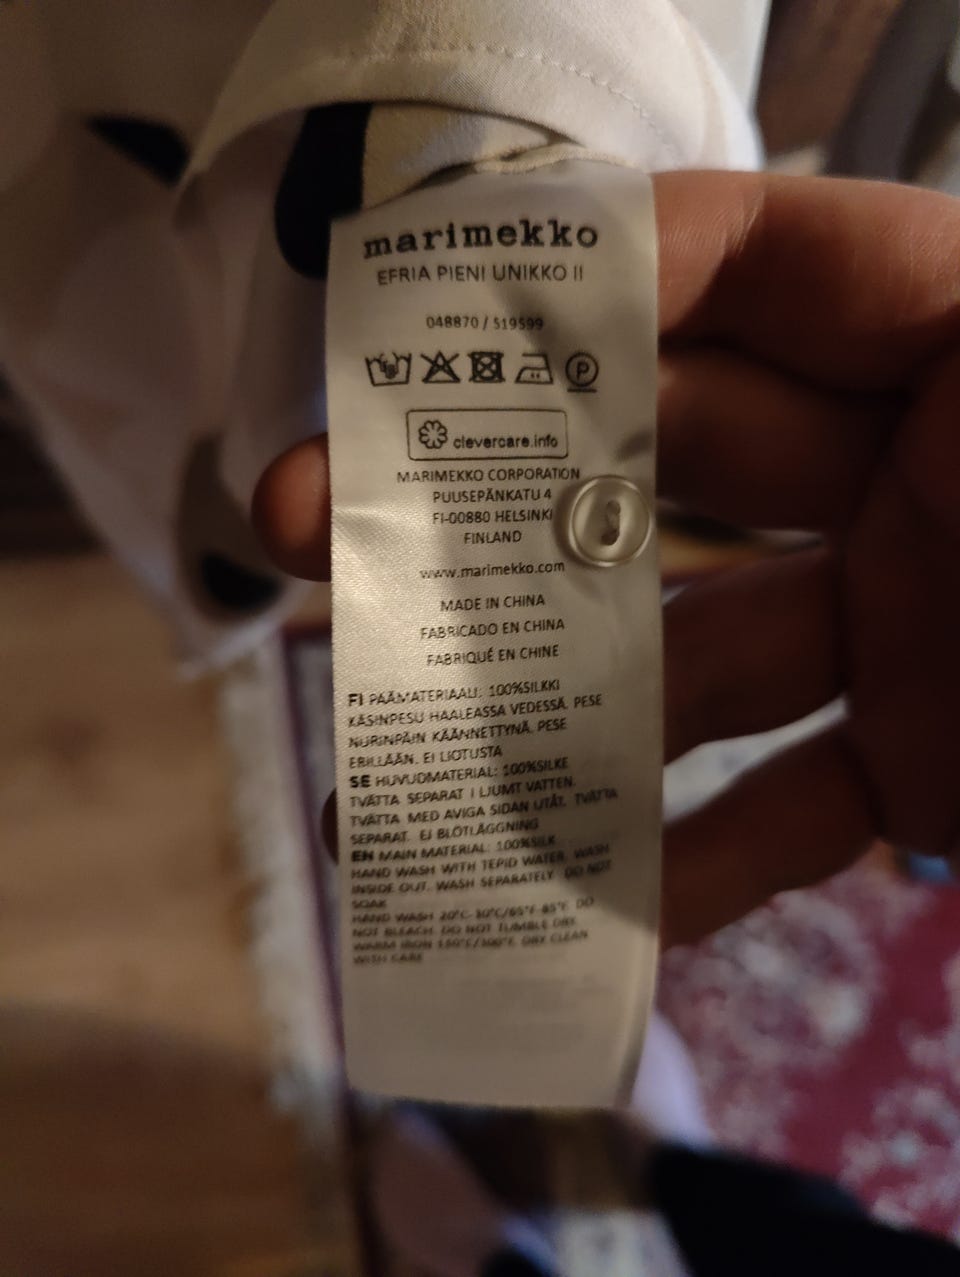 marimekko
EFRIA PIENI UNIKKO II
048870 / 519599
P
clevercare.info
MARIMEKKO CORPORATION
PUUSEPÄNKATU 4
FI-00880 HELSINKI
FINLAND
www.marimekko.com
MADE IN CHINA
FABRICADO EN CHINA
FABRIQUÉ EN CHINE
FI PÄÄMATERIAALI: 100%SILKKI
KÄSINPESU HAALEASSA VEDESSÄ. PESE
NURINPÄIN KÄÄNNETTYNÄ. PESE
ERILLÄÄN. EI LIOTUSTA
SE HUVUDMATERIAL: 100%SILKE
TVÄTTA SEPARAT I LJUMT VATTEN.
TVÄTTA MED AVIGA SIDAN UTÅT. TVÄTTA
SEPARAT. EJ BLÖTLÄGGNING
EN MAIN MATERIAL: 100%SILK
HAND WASH WITH TEPID WATER. WASH
INSIDE OUT. WASH SEPARATELY. DO NOT
SOAK
HAND WASH 20°C-30°C/65°F-85°F. DO
NOT BLEACH. DO NOT TUMBLE DRY.
WARM IRON 150°C/300°F. DRY CLEAN
WITH CARE